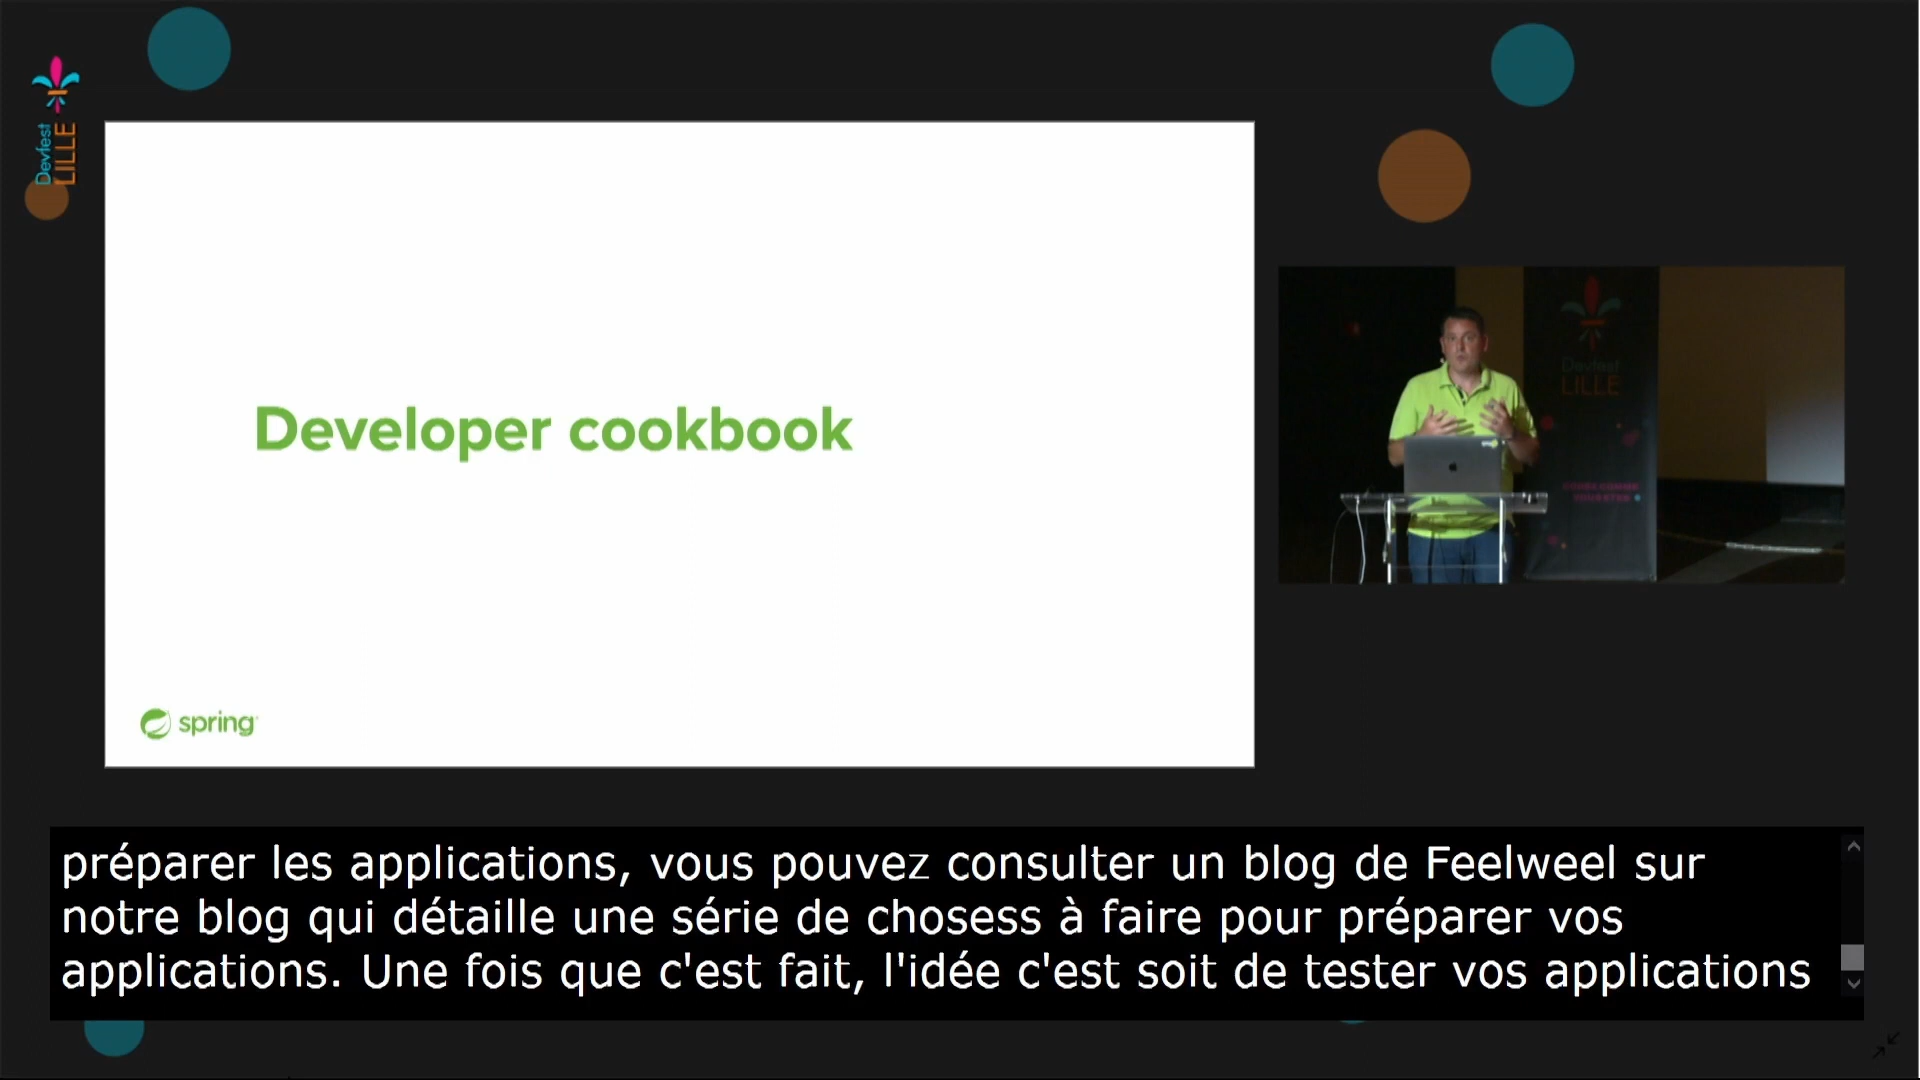 Devfest
LILLE
Developer cookbook
spring
Devfest
LILLE
préparer les applications, vous pouvez consulter un blog de Feelweel sur
notre blog qui détaille une série de chosess à faire pour préparer vos
applications. Une fois que c'est fait, l'idée c'est soit de tester vos applications